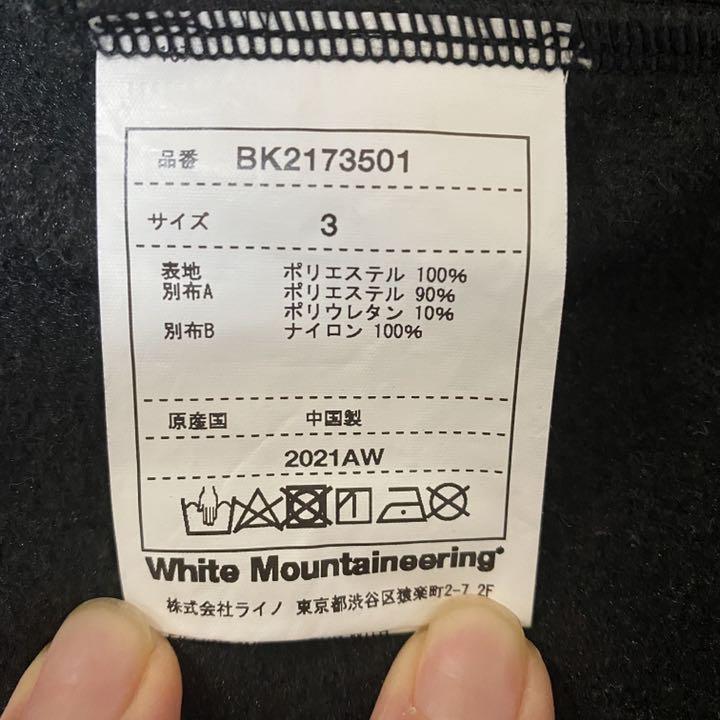 品番 BK2173501
サイズ 3
表地 ポリエステル 100%
別布A ポリエステル 90%
ポリウレタン 10%
別布B ナイロン 100%
原産国 中国製
2021AW
White Mountaineering®
株式会社ライノ 東京都渋谷区猿楽町2-7 2F